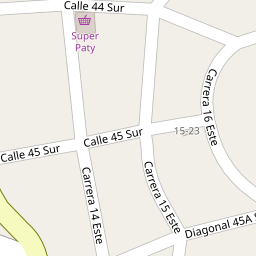 Calle 44 Sur
Super
Paty
Carrera 16 Este
15-23
Calle 45 Sur
Calle 45 Sur
Carrera 14 Este
Carrera 15 Este
Diagonal 45A S